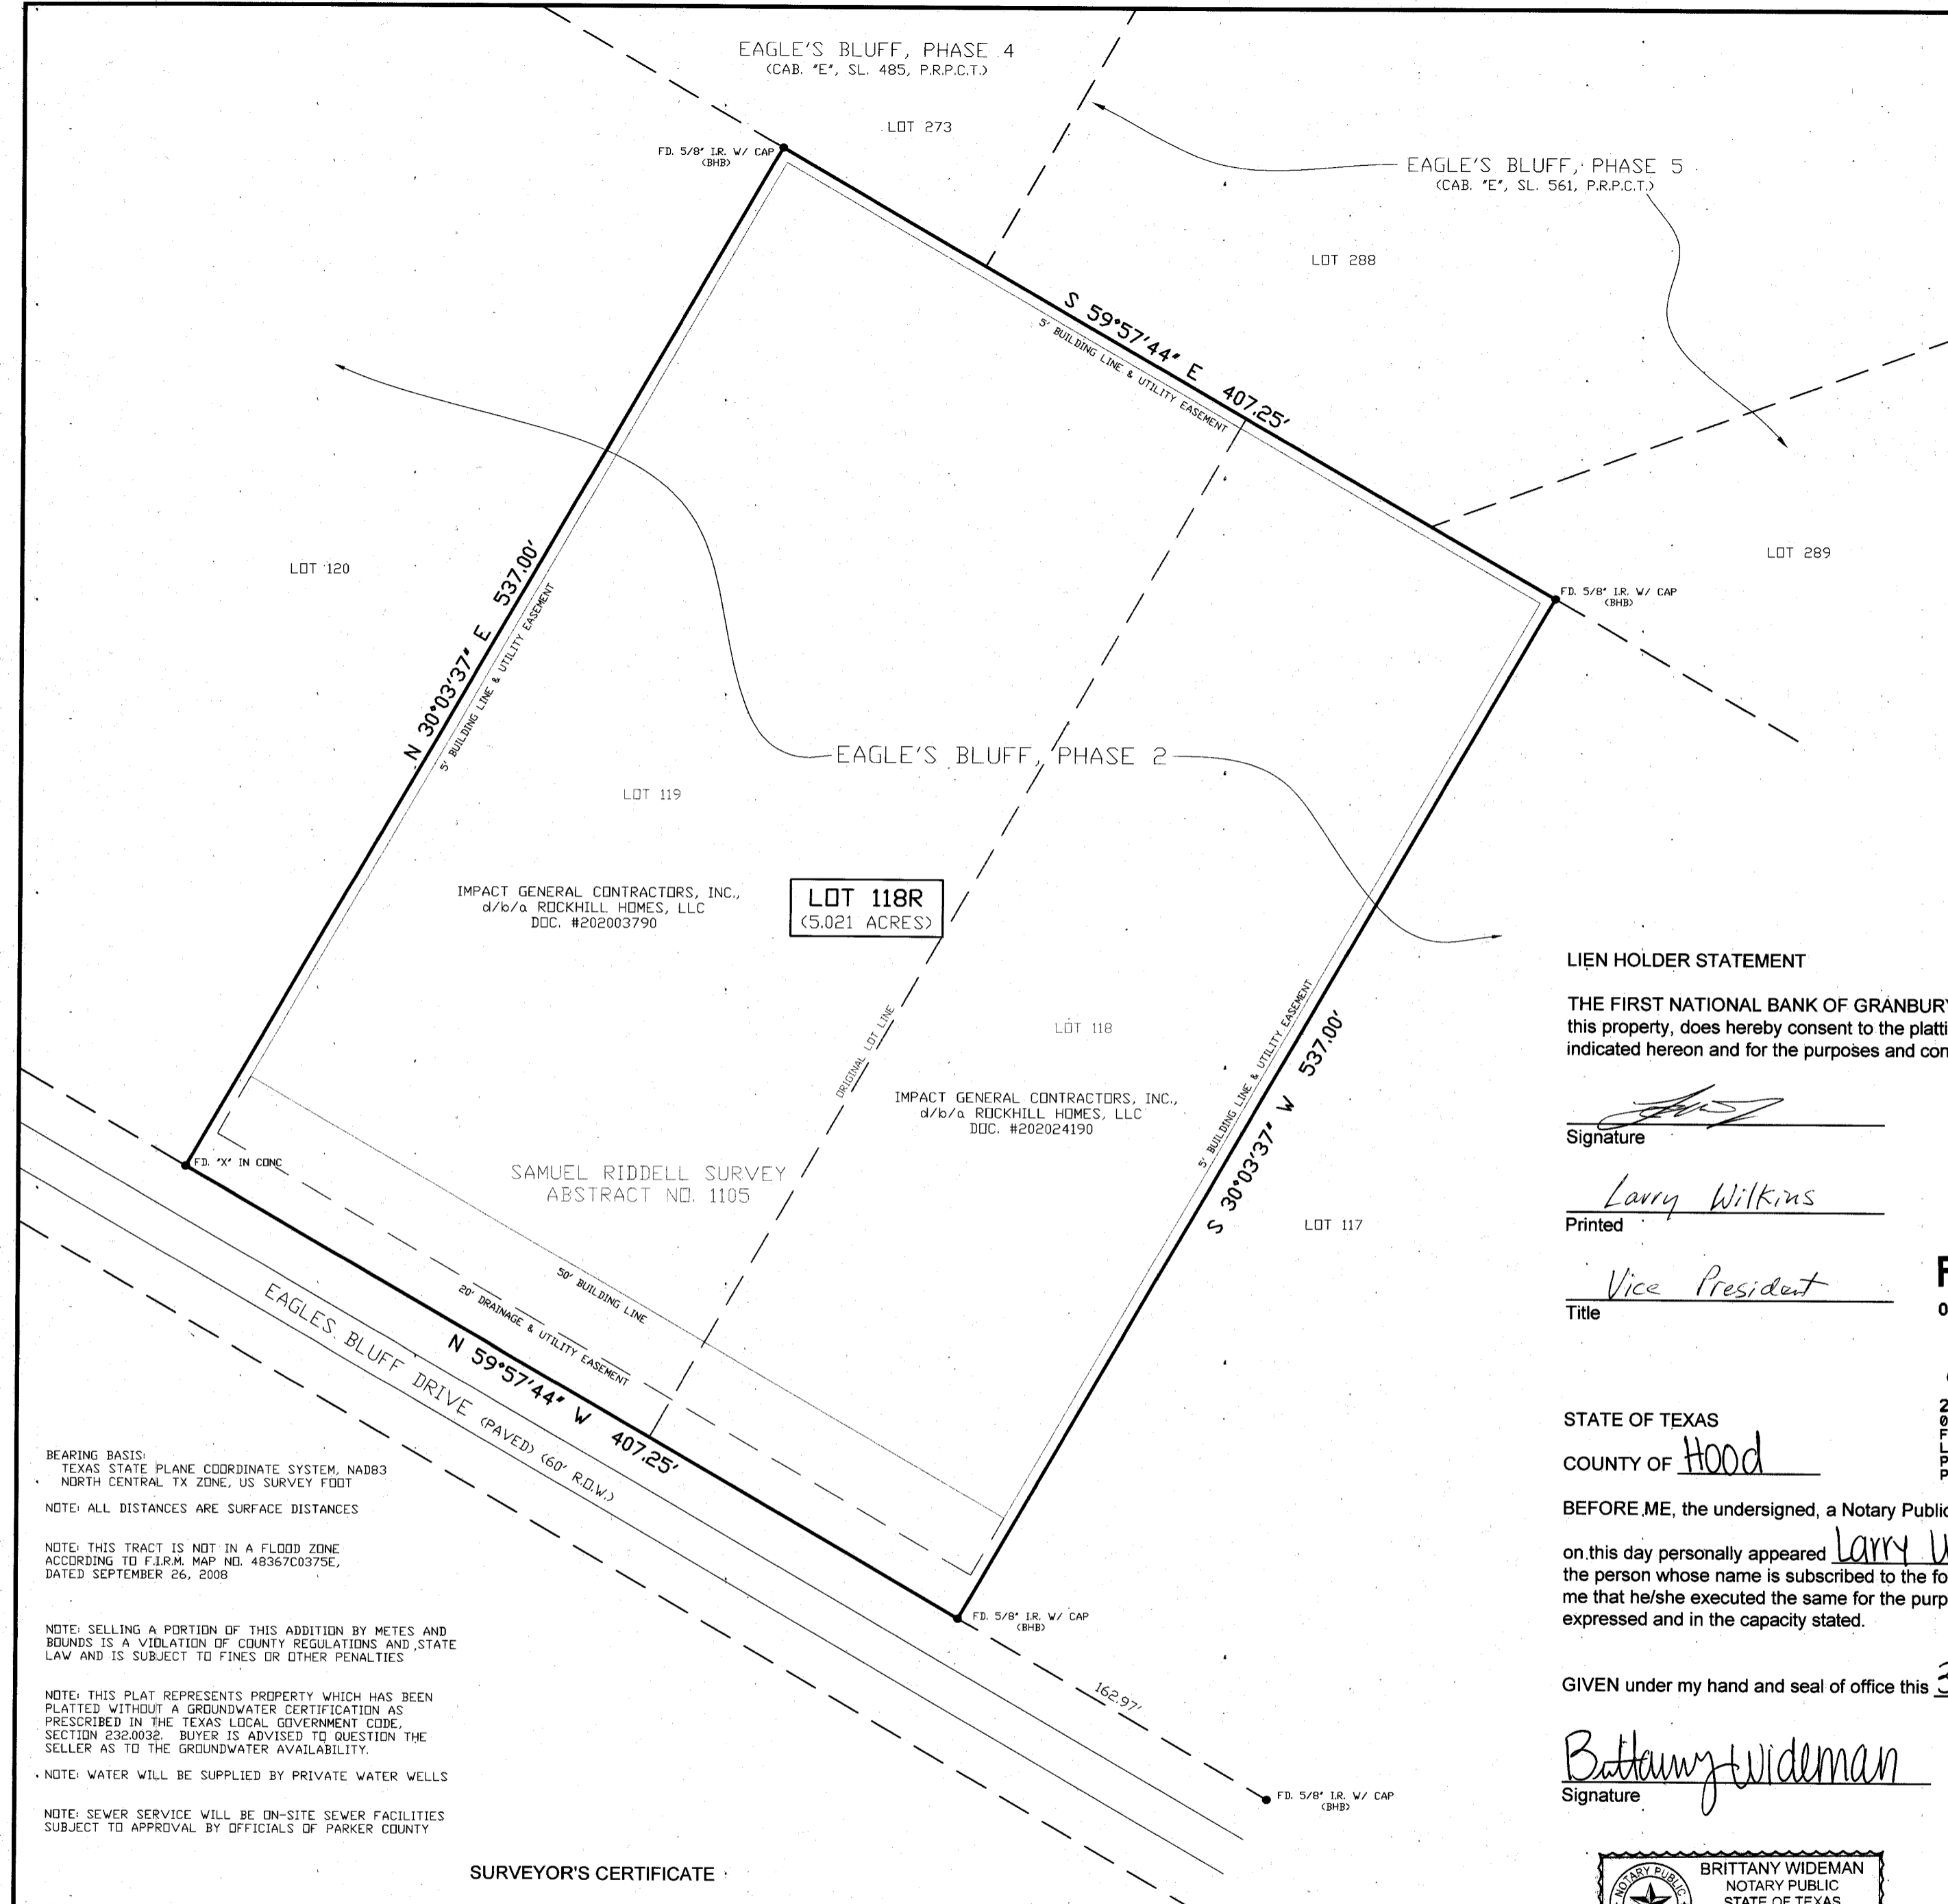 EAGLE'S BLUFF, PHASE 4
(CAB. "E", SL. 485, P.R.P.C.T.)
LOT 273
FD. 5/8" I.R. W/ CAP
(BHB)
EAGLE'S BLUFF, PHASE 5
(CAB. "E", SL. 561, P.R.P.C.T.)
LOT 288
S 59°57'44" E 407.25'
5' BUILDING LINE & UTILITY EASEMENT
LOT 289
LOT 120
FD. 5/8" I.R. W/ CAP
(BHB)
N 30°03'37" E 537.00'
5' BUILDING LINE & UTILITY EASEMENT
EAGLE'S BLUFF, PHASE 2
LOT 119
IMPACT GENERAL CONTRACTORS, INC.,
d/b/a ROCKHILL HOMES, LLC
DOC. #202003790
LOT 118R
(5.021 ACRES)
ORIGINAL LOT LINE
LOT 118
IMPACT GENERAL CONTRACTORS, INC.,
d/b/a ROCKHILL HOMES, LLC
DOC. #202024190
5' BUILDING LINE & UTILITY EASEMENT
S 30°03'37" W 537.00'
LOT 117
FD. "X" IN CONC
SAMUEL RIDDELL SURVEY
ABSTRACT NO. 1105
50' BUILDING LINE
20' DRAINAGE & UTILITY EASEMENT
N 59°57'44" W 407.25'
EAGLES BLUFF DRIVE (PAVED) (60' R.O.W.)
FD. 5/8" I.R. W/ CAP
(BHB)
162.97'
FD. 5/8" I.R. W/ CAP
(BHB)
BEARING BASIS:
TEXAS STATE PLANE COORDINATE SYSTEM, NAD83
NORTH CENTRAL TX ZONE, US SURVEY FOOT
NOTE: ALL DISTANCES ARE SURFACE DISTANCES
NOTE: THIS TRACT IS NOT IN A FLOOD ZONE
ACCORDING TO F.I.R.M. MAP NO. 48367C0375E,
DATED SEPTEMBER 26, 2008
NOTE: SELLING A PORTION OF THIS ADDITION BY METES AND
BOUNDS IS A VIOLATION OF COUNTY REGULATIONS AND STATE
LAW AND IS SUBJECT TO FINES OR OTHER PENALTIES
NOTE: THIS PLAT REPRESENTS PROPERTY WHICH HAS BEEN
PLATTED WITHOUT A GROUNDWATER CERTIFICATION AS
PRESCRIBED IN THE TEXAS LOCAL GOVERNMENT CODE,
SECTION 232.0032. BUYER IS ADVISED TO QUESTION THE
SELLER AS TO THE GROUNDWATER AVAILABILITY.
NOTE: WATER WILL BE SUPPLIED BY PRIVATE WATER WELLS
NOTE: SEWER SERVICE WILL BE ON-SITE SEWER FACILITIES
SUBJECT TO APPROVAL BY OFFICIALS OF PARKER COUNTY
SURVEYOR'S CERTIFICATE
LIEN HOLDER STATEMENT
THE FIRST NATIONAL BANK OF GRANBURY
this property, does hereby consent to the platti
indicated hereon and for the purposes and con
Signature
Larry Wilkins
Printed
Vice President
Title
STATE OF TEXAS
COUNTY OF Hood
BEFORE ME, the undersigned, a Notary Public
on this day personally appeared Larry W
the person whose name is subscribed to the fo
me that he/she executed the same for the purp
expressed and in the capacity stated.
GIVEN under my hand and seal of office this 3
Brittany Wideman
Signature
NOTARY PUBLIC
BRITTANY WIDEMAN
NOTARY PUBLIC
STATE OF TEXAS